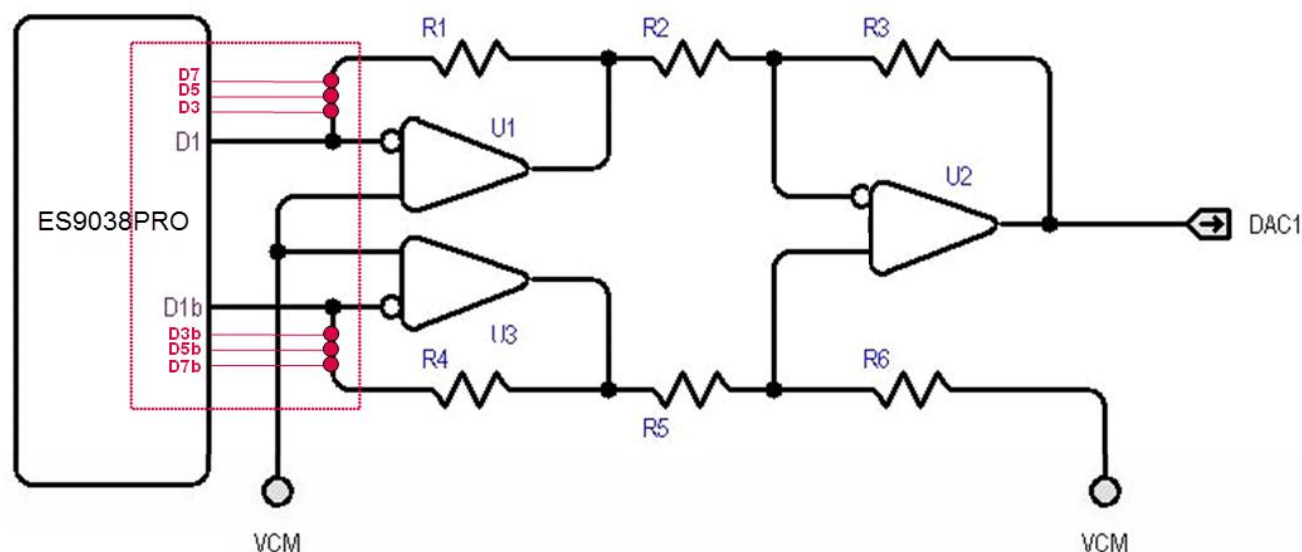 R1
R2
R3
D7
D5
D3
D1
U1
U2
ES9038PRO
DAC1
D1b
D3b
D5b
D7b
U3
R4
R5
R6
VCM
VCM